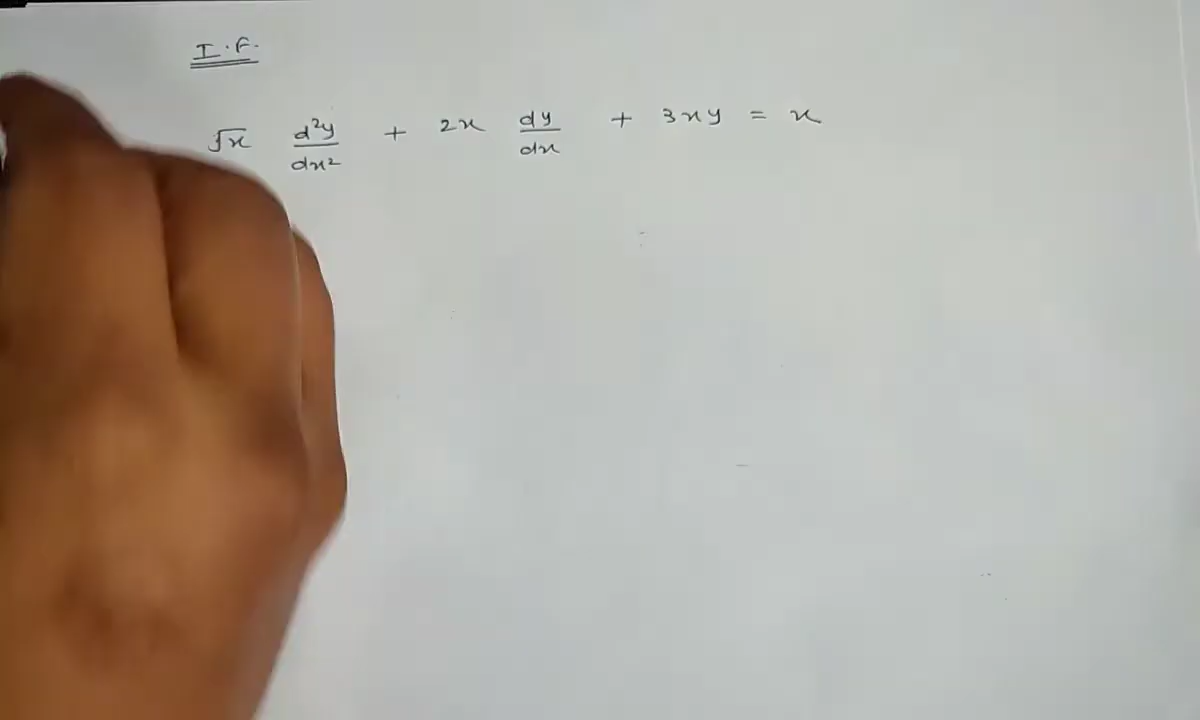 I.F.
√x d²y/dx² + 2x dy/dx + 3xy = x